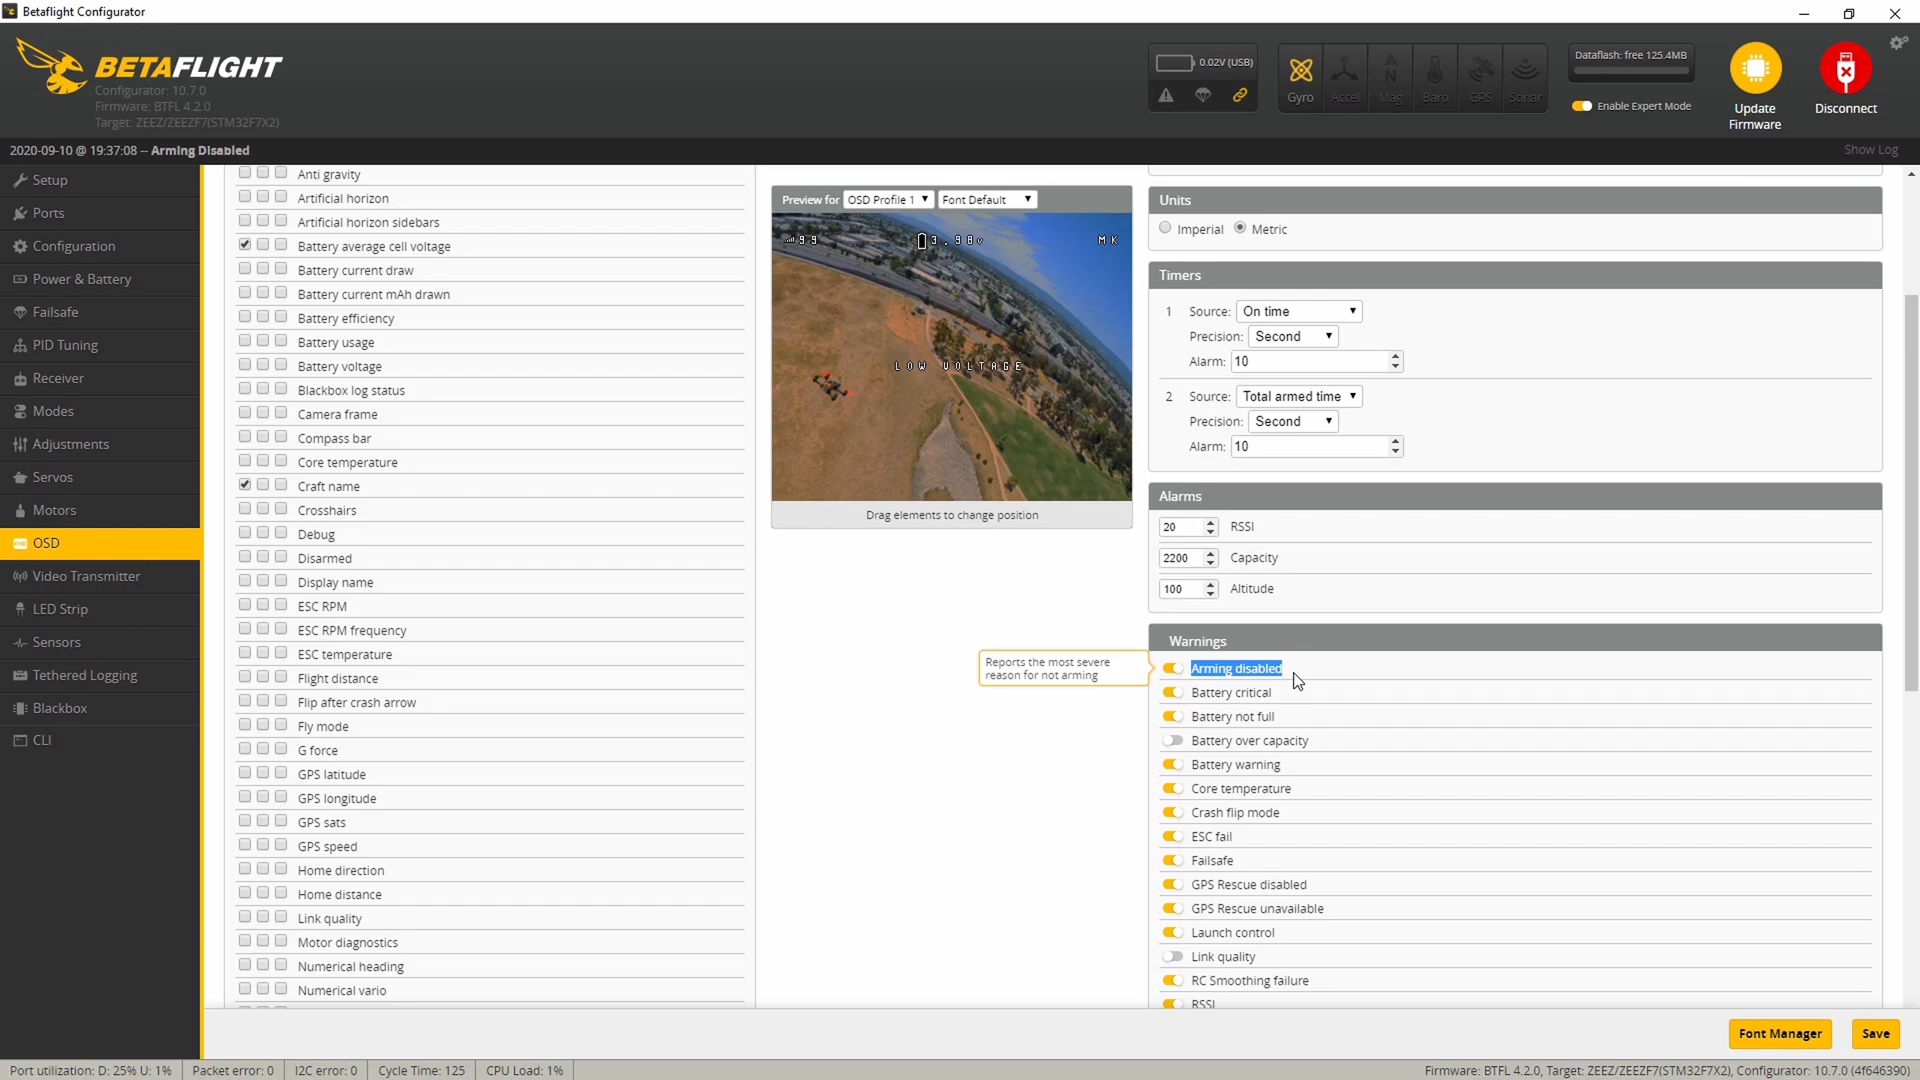 Betaflight Configurator
BETAFLIGHT
Configurator: 10.7.0
Firmware: BTFL 4.2.0
Target: ZEEZ/ZEEZF7(STM32F7X2)
0.02V (USB)
Gyro
Accel
Mag
Baro
GPS
Sonar
Dataflash: free 125.4MB
Enable Expert Mode
Update
Firmware
Disconnect
2020-09-10 @ 19:37:08 -- Arming Disabled
Show Log
Setup
Ports
Configuration
Power & Battery
Failsafe
PID Tuning
Receiver
Modes
Adjustments
Servos
Motors
OSD
Video Transmitter
LED Strip
Sensors
Tethered Logging
Blackbox
CLI
Anti gravity
Artificial horizon
Artificial horizon sidebars
Battery average cell voltage
Battery current draw
Battery current mAh drawn
Battery efficiency
Battery usage
Battery voltage
Blackbox log status
Camera frame
Compass bar
Core temperature
Craft name
Crosshairs
Debug
Disarmed
Display name
ESC RPM
ESC RPM frequency
ESC temperature
Flight distance
Flip after crash arrow
Fly mode
G force
GPS latitude
GPS longitude
GPS sats
GPS speed
Home direction
Home distance
Link quality
Motor diagnostics
Numerical heading
Numerical vario
Preview for OSD Profile 1 Font Default
99 3.98V MK
LOW VOLTAGE
Drag elements to change position
Units
Imperial Metric
Timers
1 Source: On time
Precision: Second
Alarm: 10
2 Source: Total armed time
Precision: Second
Alarm: 10
Alarms
20 RSSI
2200 Capacity
100 Altitude
Warnings
Reports the most severe
reason for not arming
Arming disabled
Battery critical
Battery not full
Battery over capacity
Battery warning
Core temperature
Crash flip mode
ESC fail
Failsafe
GPS Rescue disabled
GPS Rescue unavailable
Launch control
Link quality
RC Smoothing failure
RSSI
Font Manager
Save
Port utilization: D: 25% U: 1% Packet error: 0 I2C error: 0 Cycle Time: 125 CPU Load: 1%
Firmware: BTFL 4.2.0, Target: ZEEZ/ZEEZF7(STM32F7X2), Configurator: 10.7.0 (4f646390)